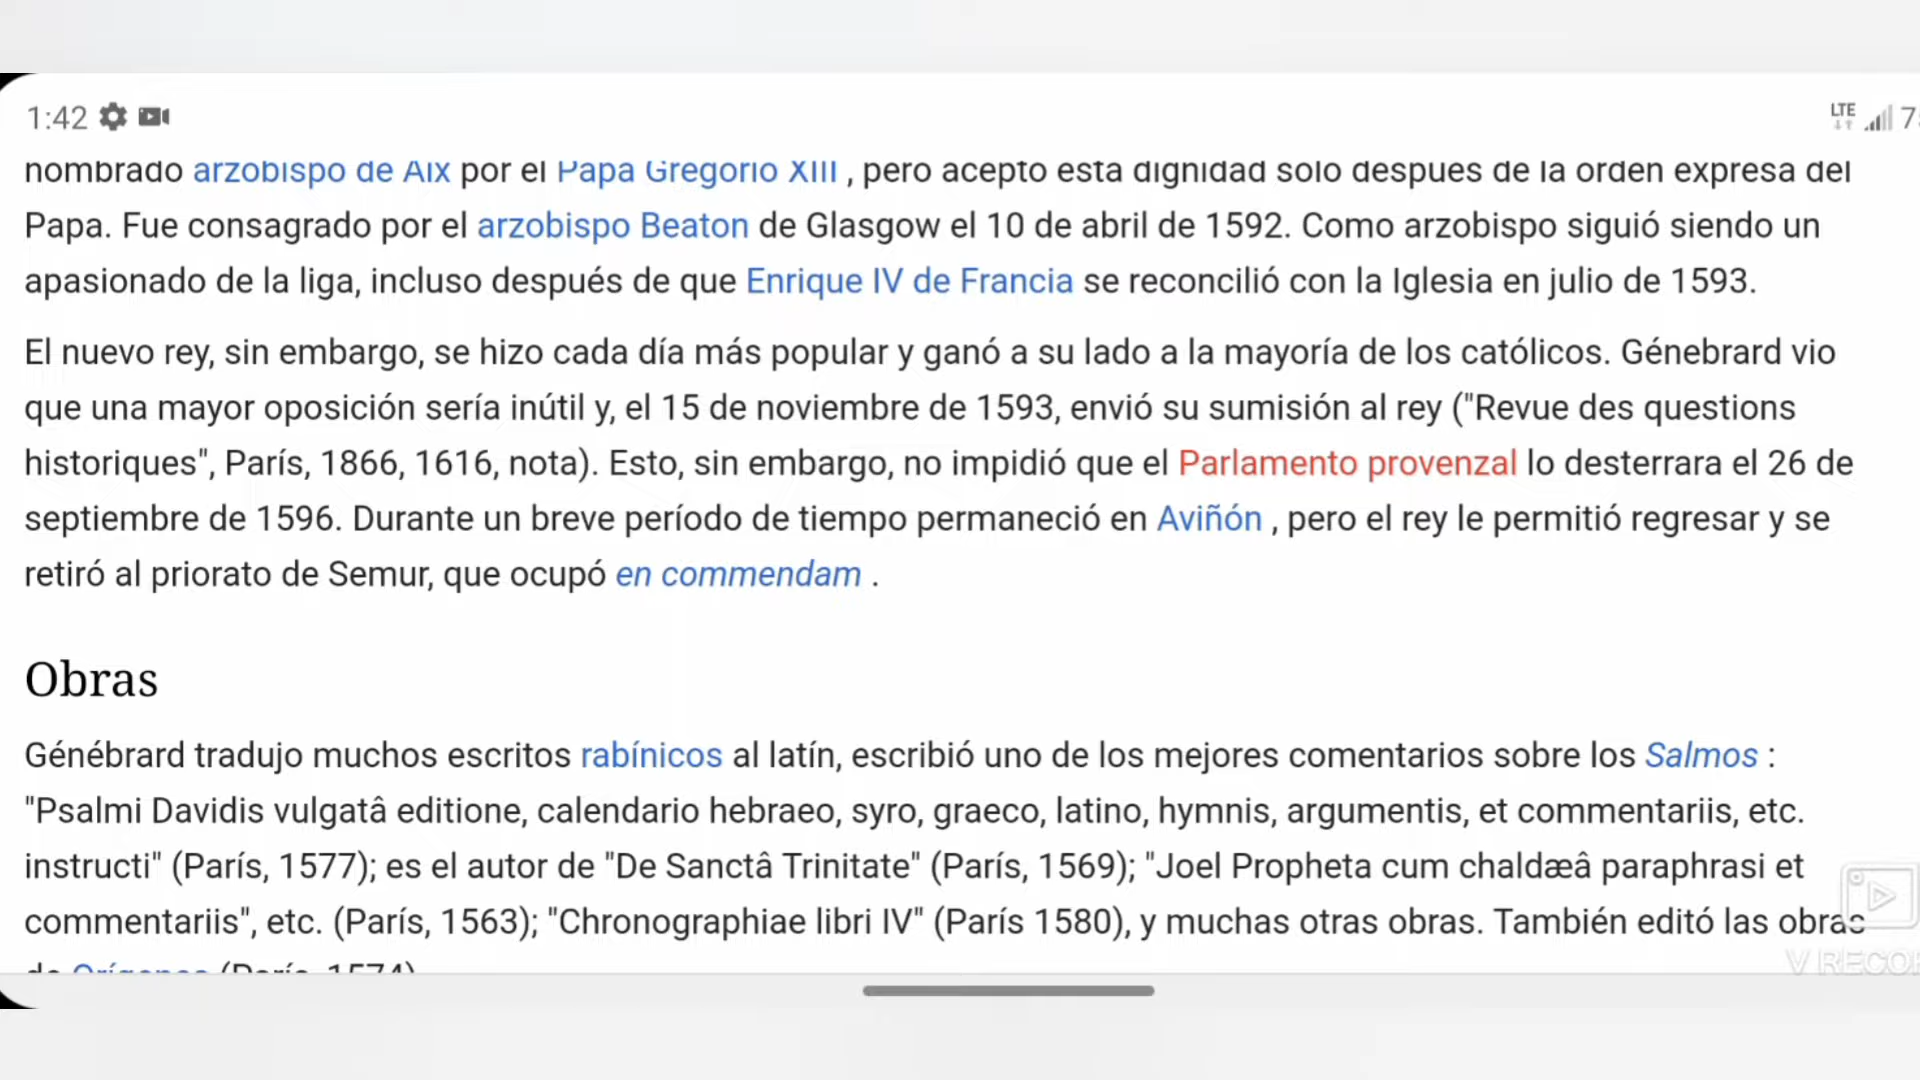 1:42
LTE
nombrado arzobispo de Aix por el Papa Gregorio XIII , pero aceptó esta dignidad solo después de la orden expresa del
Papa. Fue consagrado por el arzobispo Beaton de Glasgow el 10 de abril de 1592. Como arzobispo siguió siendo un
apasionado de la liga, incluso después de que Enrique IV de Francia se reconcilió con la Iglesia en julio de 1593.
El nuevo rey, sin embargo, se hizo cada día más popular y ganó a su lado a la mayoría de los católicos. Génebrard vio
que una mayor oposición sería inútil y, el 15 de noviembre de 1593, envió su sumisión al rey ("Revue des questions
historiques", París, 1866, 1616, nota). Esto, sin embargo, no impidió que el Parlamento provenzal lo desterrara el 26 de
septiembre de 1596. Durante un breve período de tiempo permaneció en Aviñón , pero el rey le permitió regresar y se
retiró al priorato de Semur, que ocupó en commendam .
Obras
Génébrard tradujo muchos escritos rabínicos al latín, escribió uno de los mejores comentarios sobre los Salmos :
"Psalmi Davidis vulgatâ editione, calendario hebraeo, syro, graeco, latino, hymnis, argumentis, et commentariis, etc.
instructi" (París, 1577); es el autor de "De Sanctâ Trinitate" (París, 1569); "Joel Propheta cum chaldæâ paraphrasi et
commentariis", etc. (París, 1563); "Chronographiae libri IV" (París 1580), y muchas otras obras. También editó las obras
de Orígenes (París, 1574)
V RECOR